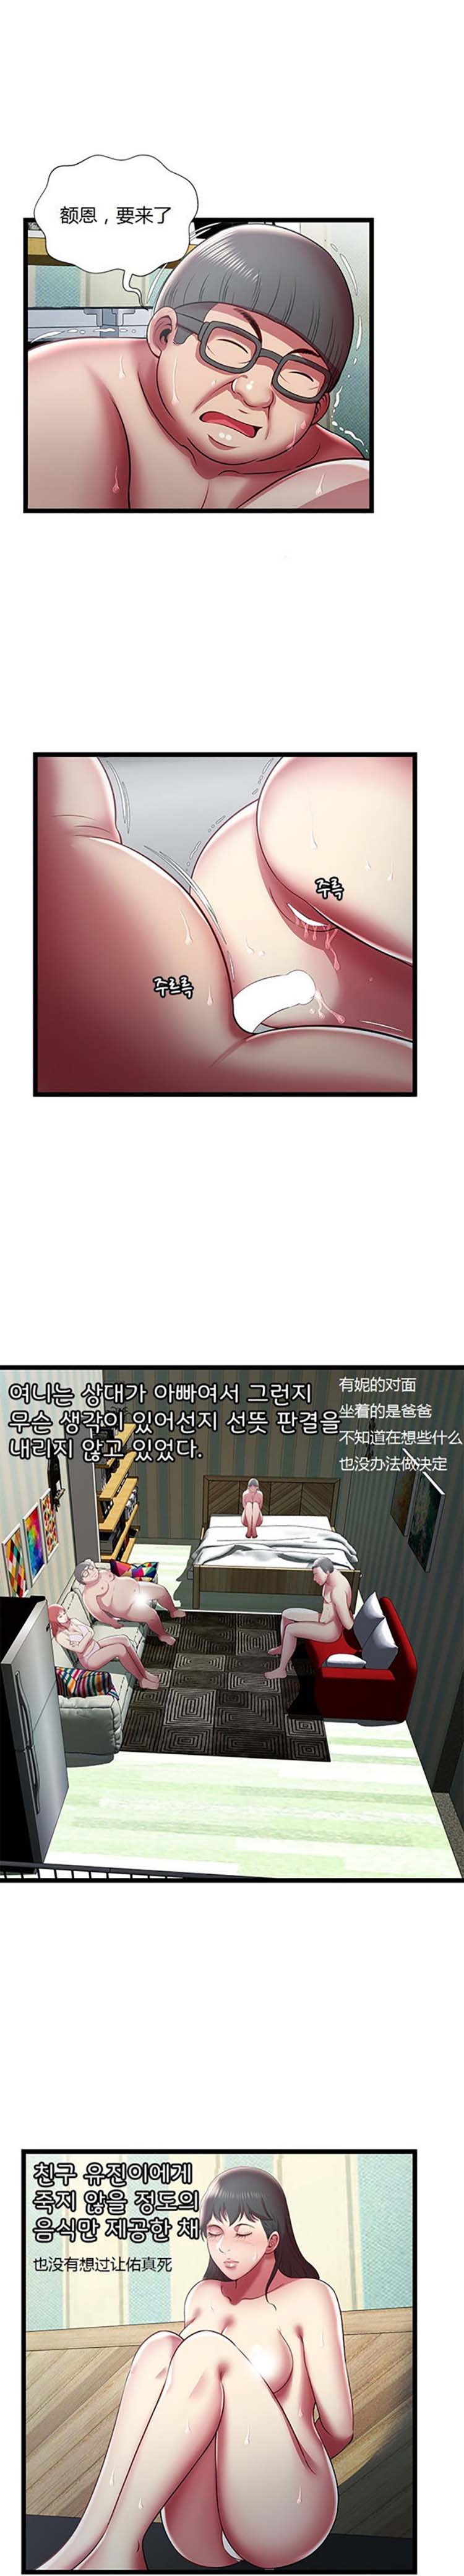 额恩，要来了
주륵
주르륵
여니는 상대가 아빠여서 그런지
무슨 생각이 있어선지 선뜻 판결을
내리지 않고 있었다.
有妮的对面
坐着的是爸爸
不知道在想些什么
也没办法做决定
친구 유진이에게
죽지 않을 정도의
음식만 제공한 채
也没有想过让佑真死